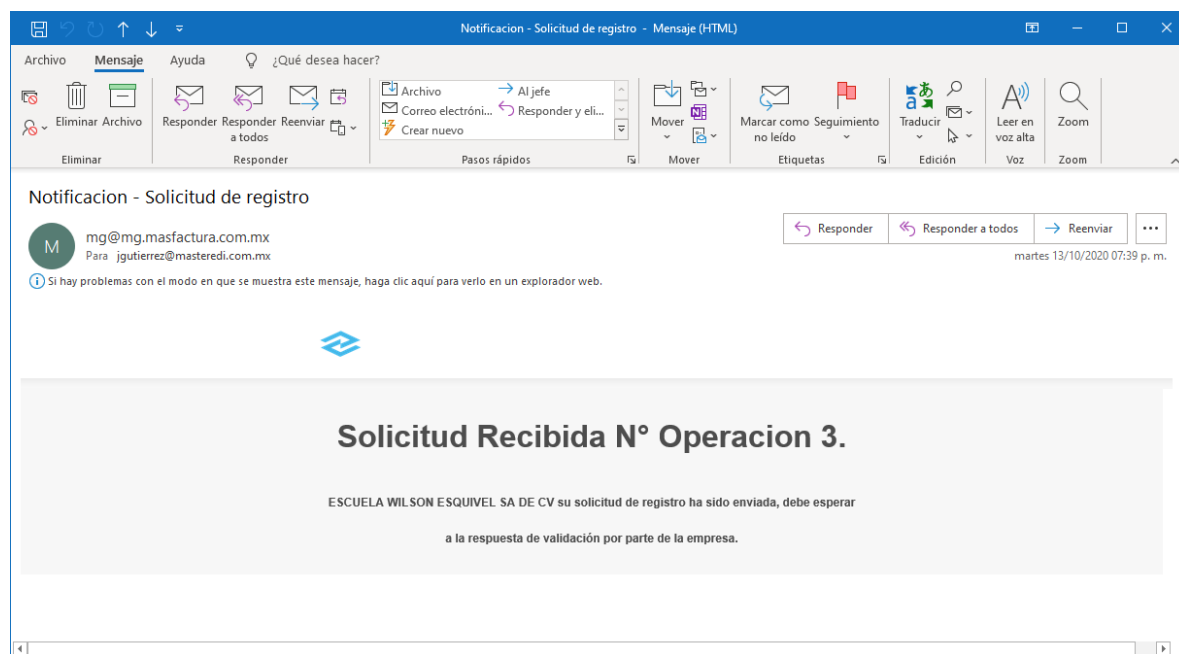 Notificacion - Solicitud de registro - Mensaje (HTML)
Archivo Mensaje Ayuda ¿Qué desea hacer?
Eliminar Archivo
Responder Responder a todos Reenviar
Archivo Al jefe
Correo electróni... Responder y eli...
Crear nuevo
Mover
Marcar como no leído Seguimiento
Traducir
Leer en voz alta
Zoom
Eliminar Responder Pasos rápidos Mover Etiquetas Edición Voz Zoom
Notificacion - Solicitud de registro
M
mg@mg.masfactura.com.mx
Para jgutierrez@masteredi.com.mx
Responder Responder a todos Reenviar ...
martes 13/10/2020 07:39 p. m.
Si hay problemas con el modo en que se muestra este mensaje, haga clic aquí para verlo en un explorador web.
Solicitud Recibida N° Operacion 3.
ESCUELA WILSON ESQUIVEL SA DE CV su solicitud de registro ha sido enviada, debe esperar
a la respuesta de validación por parte de la empresa.